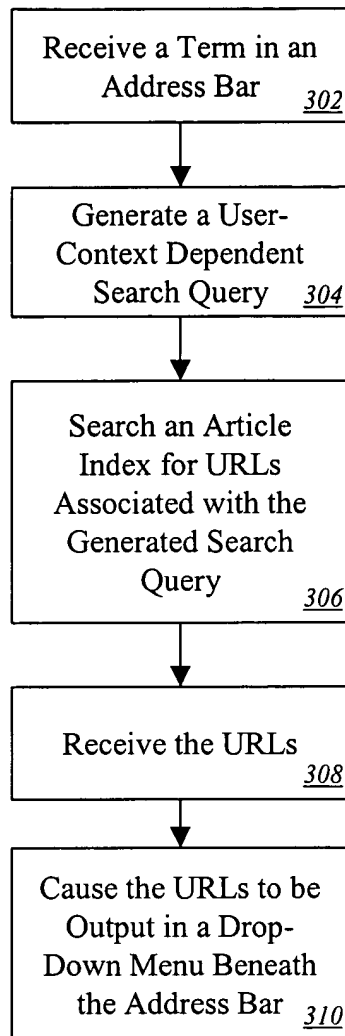 Receive a Term in an
Address Bar
302
Generate a User-
Context Dependent
Search Query
304
Search an Article
Index for URLs
Associated with the
Generated Search
Query
306
Receive the URLs
308
Cause the URLs to be
Output in a Drop-
Down Menu Beneath
the Address Bar
310